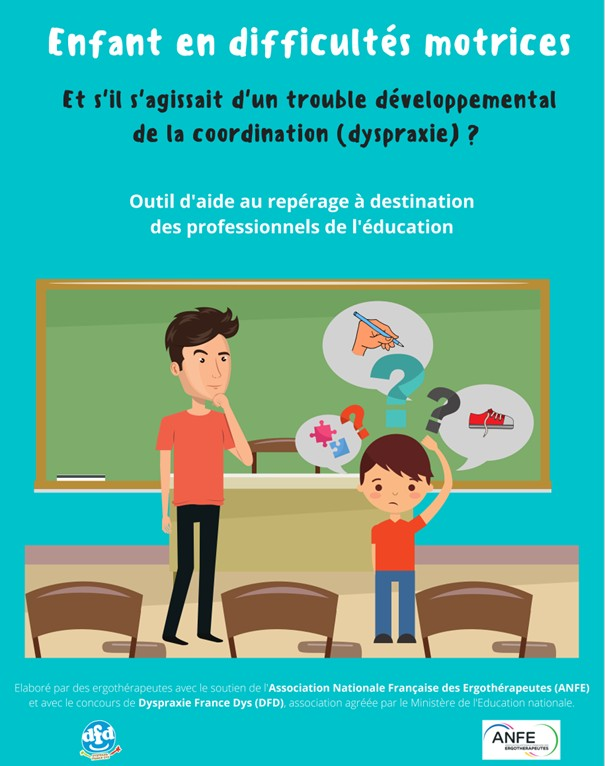 Enfant en difficultés motrices
Et s'il s'agissait d'un trouble développemental
de la coordination (dyspraxie) ?
Outil d'aide au repérage à destination
des professionnels de l'éducation
Elaboré par des ergothérapeutes avec le soutien de l'Association Nationale Française des Ergothérapeutes (ANFE)
et avec le concours de Dyspraxie France Dys (DFD), association agréée par le Ministère de l'Education nationale.
dfd
ANFE
ERGOTHÉRAPEUTES